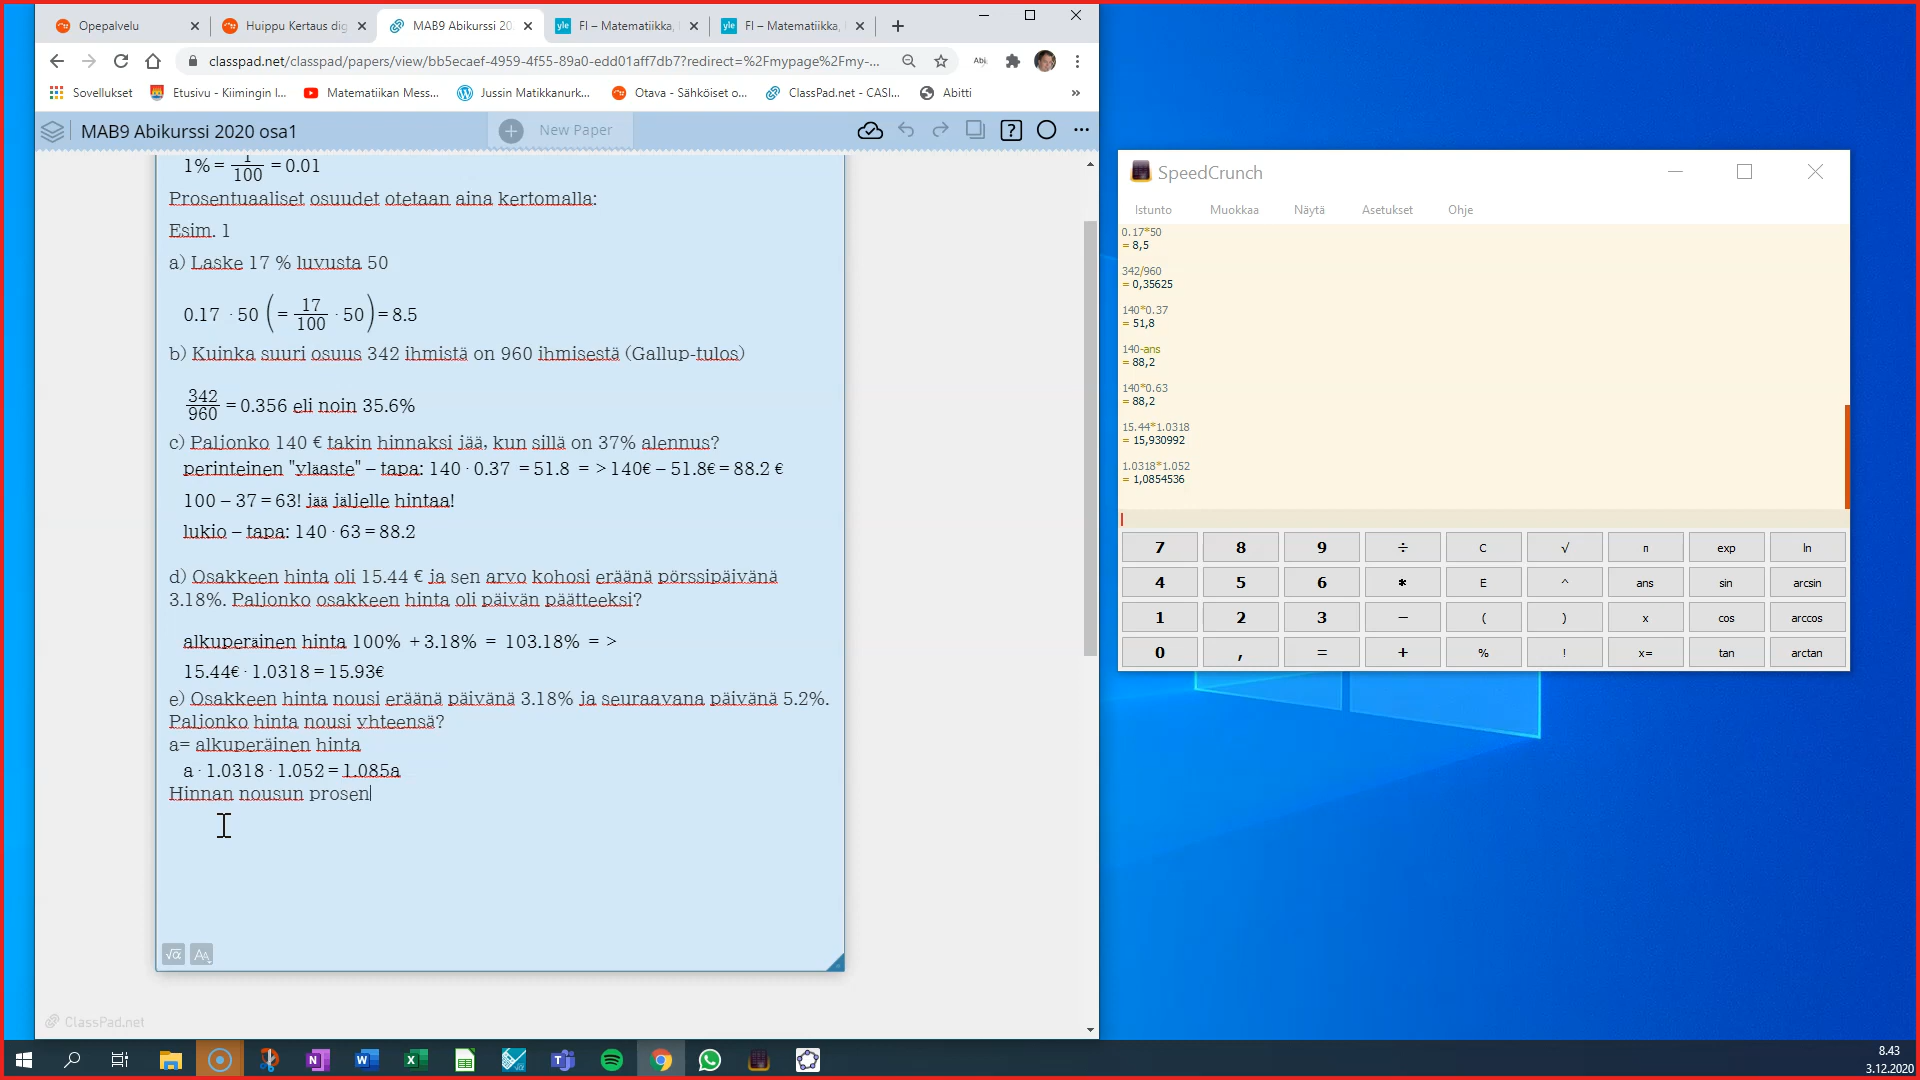 Opepalvelu
Huippu Kertaus dig
MAB9 Abikurssi 20
yle FI – Matematiikka,
yle FI – Matematiikka,
classpad.net/classpad/papers/view/bb5ecaef-4959-4f55-89a0-edd01aff7db7?redirect=%2Fmypage%2Fmy-...
Abi
Sovellukset
Etusivu - Kiimingin l...
Matematiikan Mess...
Jussin Matikkanurk...
Otava - Sähköiset o...
ClassPad.net - CASI...
Abitti
»
MAB9 Abikurssi 2020 osa1
New Paper
1% = 1/100 = 0.01
Prosentuaaliset osuudet otetaan aina kertomalla:
Esim. 1
a) Laske 17 % luvusta 50
0.17 · 50 (= 17/100 · 50) = 8.5
b) Kuinka suuri osuus 342 ihmistä on 960 ihmisestä (Gallup-tulos)
342/960 = 0.356 eli noin 35.6%
c) Paljonko 140 € takin hinnaksi jää, kun sillä on 37% alennus?
perinteinen "yläaste" – tapa: 140 · 0.37 = 51.8 = > 140€ – 51.8€ = 88.2 €
100 – 37 = 63! jää jäljelle hintaa!
lukio – tapa: 140 · 63 = 88.2
d) Osakkeen hinta oli 15.44 € ja sen arvo kohosi eräänä pörssipäivänä
3.18%. Paljonko osakkeen hinta oli päivän päätteeksi?
alkuperäinen hinta 100% + 3.18% = 103.18% = >
15.44€ · 1.0318 = 15.93€
e) Osakkeen hinta nousi eräänä päivänä 3.18% ja seuraavana päivänä 5.2%.
Paljonko hinta nousi yhteensä?
a= alkuperäinen hinta
a · 1.0318 · 1.052 = 1.085a
Hinnan nousun prosen
√α
AA
ClassPad.net
SpeedCrunch
Istunto Muokkaa Näytä Asetukset Ohje
0.17*50
= 8,5
342/960
= 0,35625
140*0.37
= 51,8
140-ans
= 88,2
140*0.63
= 88,2
15.44*1.0318
= 15,930992
1.0318*1.052
= 1,0854536
7 8 9 ÷ C √ π exp ln
4 5 6 * E ^ ans sin arcsin
1 2 3 − ( ) x cos arccos
0 , = + % ! x= tan arctan
8.43
3.12.2020